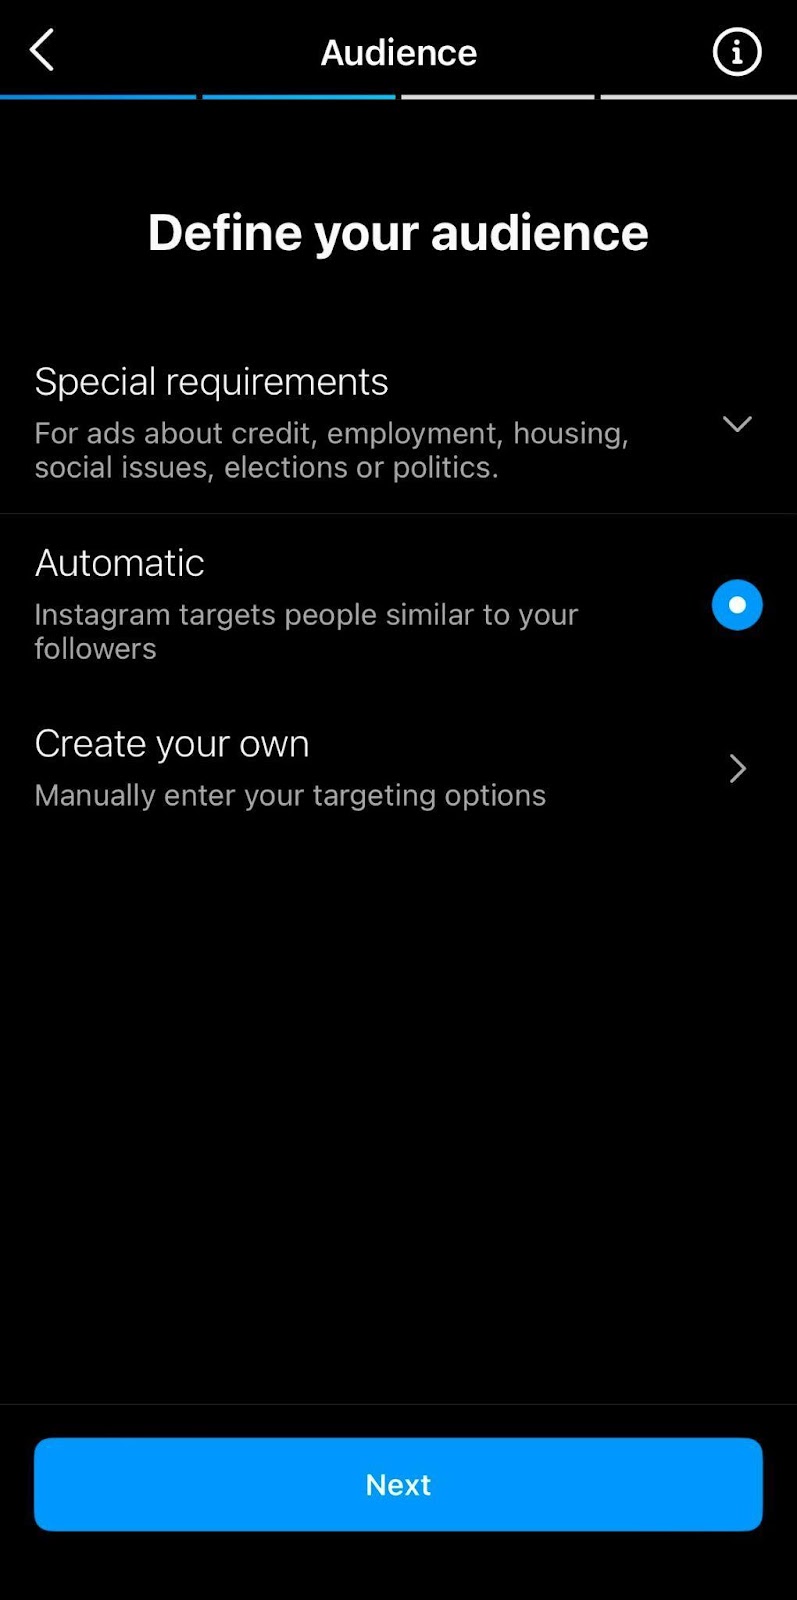 Audience
Define your audience
Special requirements
For ads about credit, employment, housing,
social issues, elections or politics.
Automatic
Instagram targets people similar to your
followers
Create your own
Manually enter your targeting options
Next